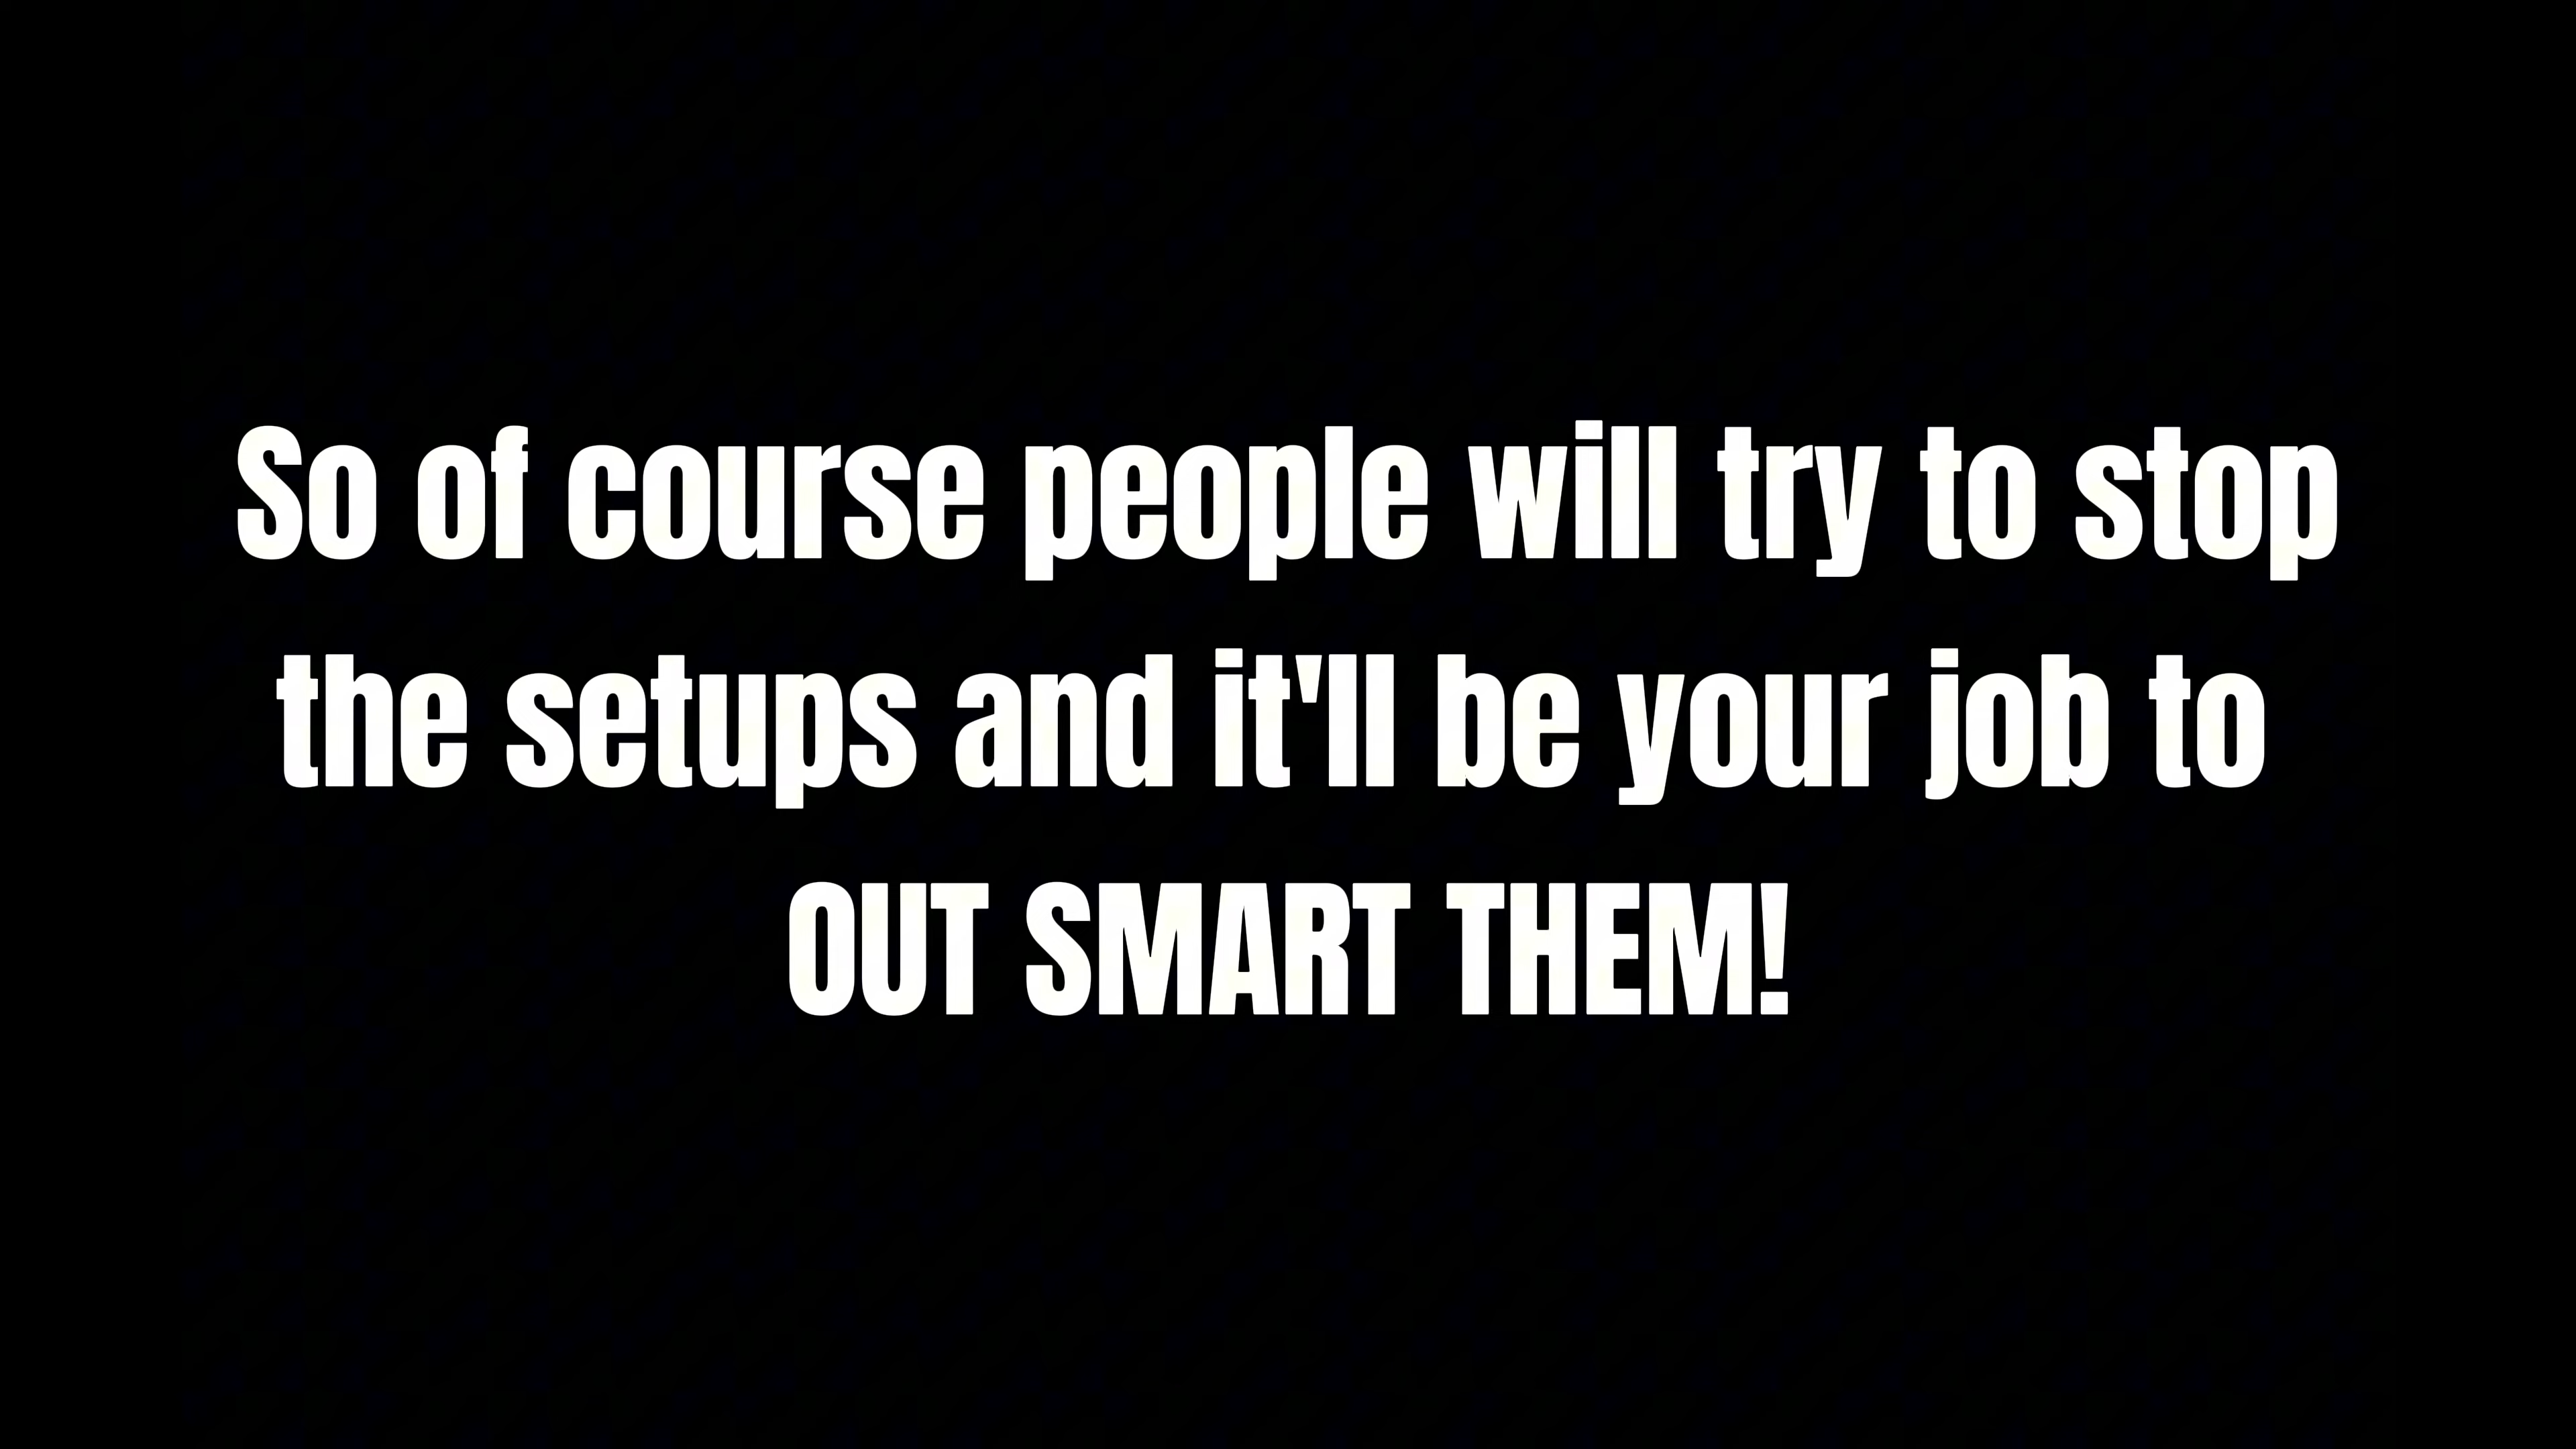 So of course people will try to stop
the setups and it'll be your job to
OUT SMART THEM!